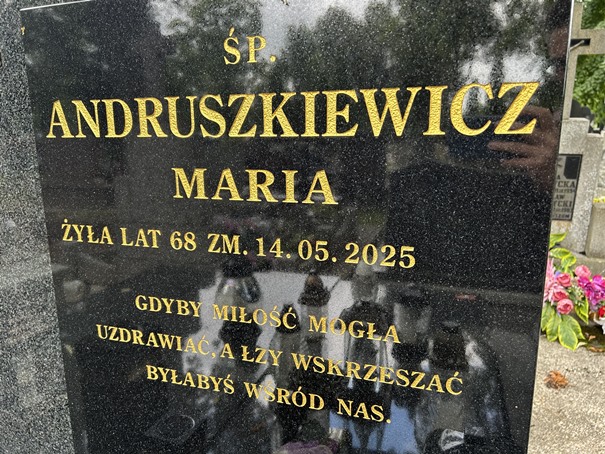 ŚP.
ANDRUSZKIEWICZ
MARIA
ŻYŁA LAT 68 ZM. 14.05.2025
GDYBY MIŁOŚĆ MOGŁA
UZDRAWIAĆ, A ŁZY WSKRZESZAĆ
BYŁABYŚ WŚRÓD NAS.